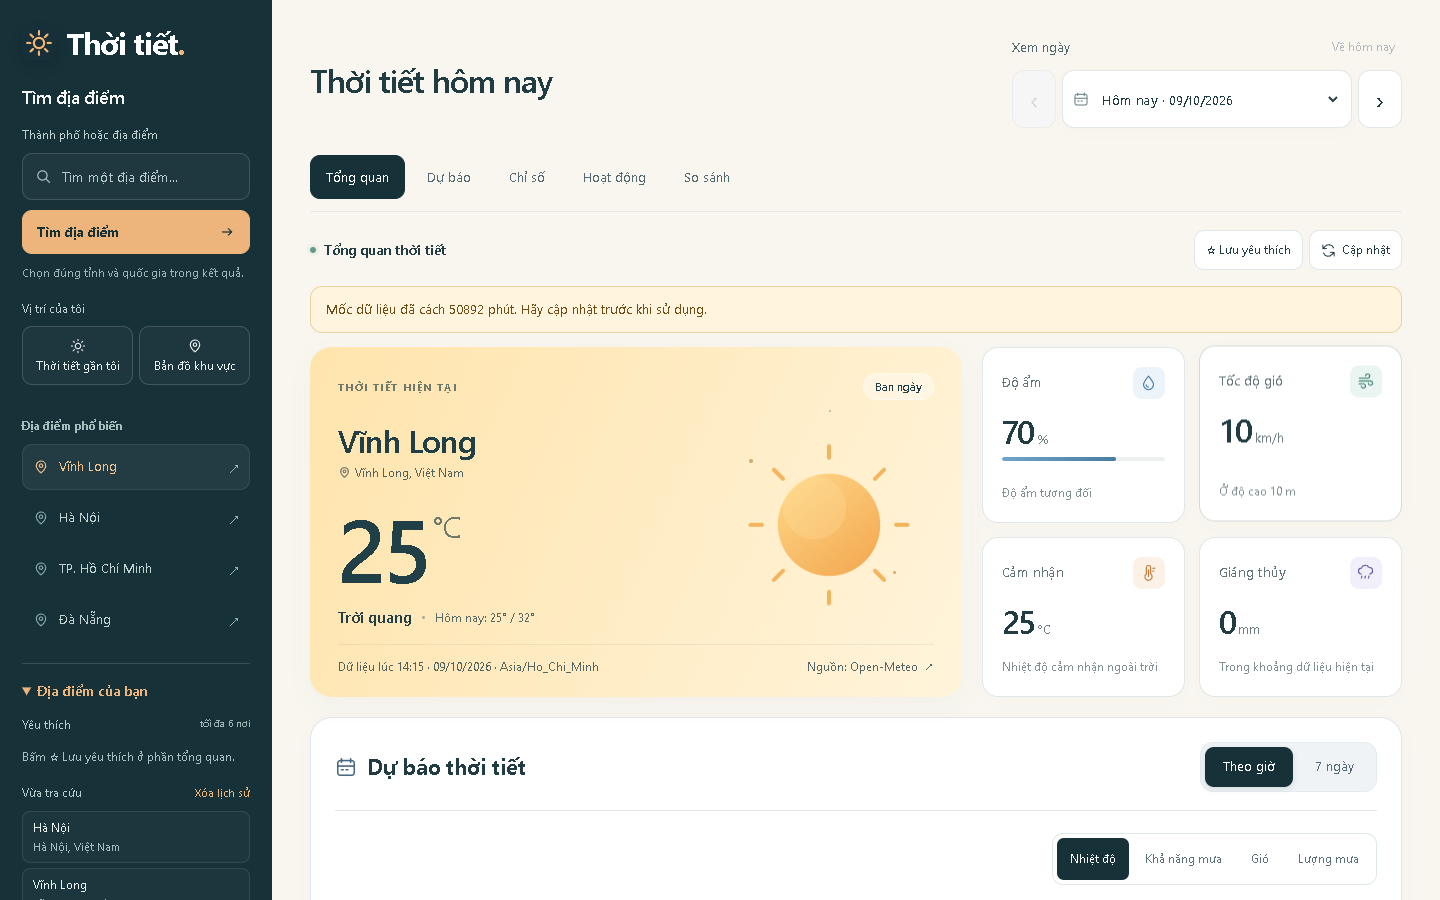 Thời tiết.
Tìm địa điểm
Thành phố hoặc địa điểm
Tìm một địa điểm...
Tìm địa điểm →
Chọn đúng tỉnh và quốc gia trong kết quả.
Vị trí của tôi
Thời tiết gần tôi
Bản đồ khu vực
Địa điểm phổ biến
Vĩnh Long ↗
Hà Nội ↗
TP. Hồ Chí Minh ↗
Đà Nẵng ↗
▼ Địa điểm của bạn
Yêu thích tối đa 6 nơi
Bấm ☆ Lưu yêu thích ở phần tổng quan.
Vừa tra cứu Xóa lịch sử
Hà Nội
Hà Nội, Việt Nam
Vĩnh Long
Thời tiết hôm nay
Xem ngày Về hôm nay
‹ Hôm nay · 09/10/2026 ›
Tổng quan Dự báo Chỉ số Hoạt động So sánh
Tổng quan thời tiết
☆ Lưu yêu thích Cập nhật
Mốc dữ liệu đã cách 50892 phút. Hãy cập nhật trước khi sử dụng.
THỜI TIẾT HIỆN TẠI Ban ngày
Vĩnh Long
Vĩnh Long, Việt Nam
25°C
Trời quang • Hôm nay: 25° / 32°
Dữ liệu lúc 14:15 · 09/10/2026 · Asia/Ho_Chi_Minh Nguồn: Open-Meteo ↗
Độ ẩm
70%
Độ ẩm tương đối
Tốc độ gió
10 km/h
Ở độ cao 10 m
Cảm nhận
25 °C
Nhiệt độ cảm nhận ngoài trời
Giáng thủy
0 mm
Trong khoảng dữ liệu hiện tại
Dự báo thời tiết
Theo giờ 7 ngày
Nhiệt độ Khả năng mưa Gió Lượng mưa